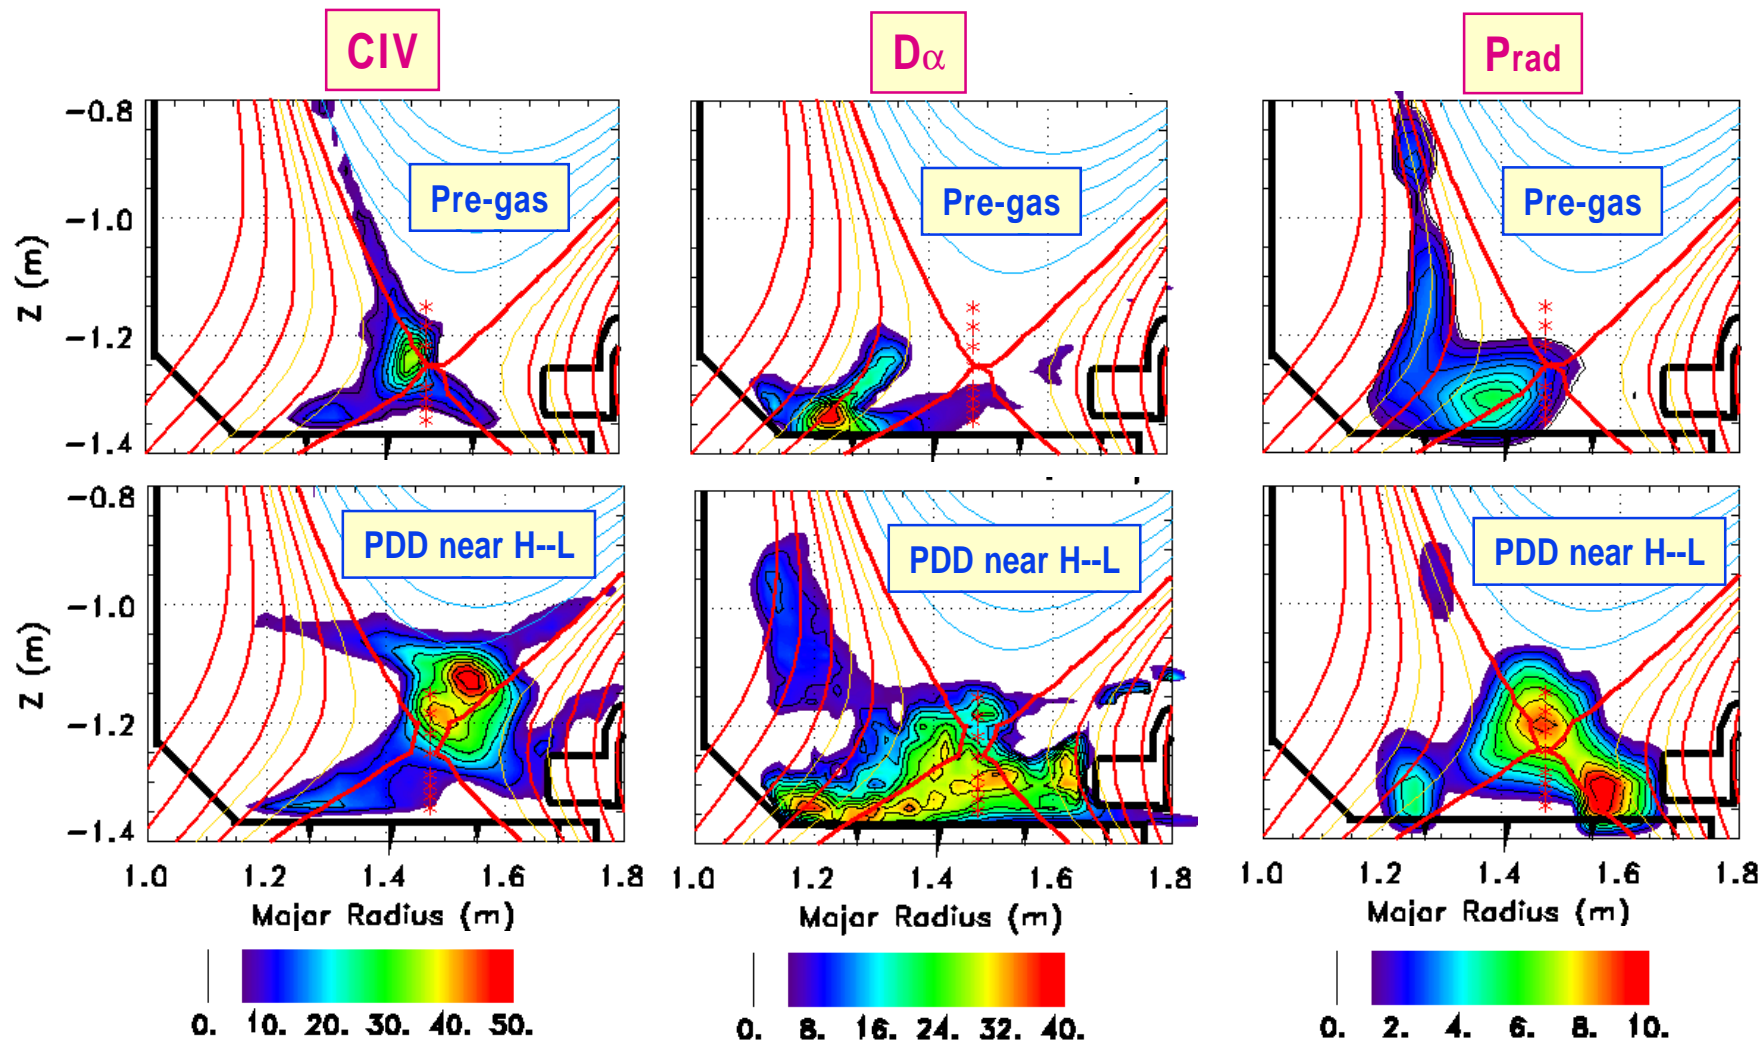 CIV
Dα
Prad
−0.8
−1.0
−1.2
−1.4
Z (m)
Pre-gas
Pre-gas
Pre-gas
−0.8
−1.0
−1.2
−1.4
Z (m)
PDD near H--L
PDD near H--L
PDD near H--L
1.0 1.2 1.4 1.6 1.8
Major Radius (m)
1.0 1.2 1.4 1.6 1.8
Major Radius (m)
1.0 1.2 1.4 1.6 1.8
Major Radius (m)
0. 10. 20. 30. 40. 50.
0. 8. 16. 24. 32. 40.
0. 2. 4. 6. 8. 10.